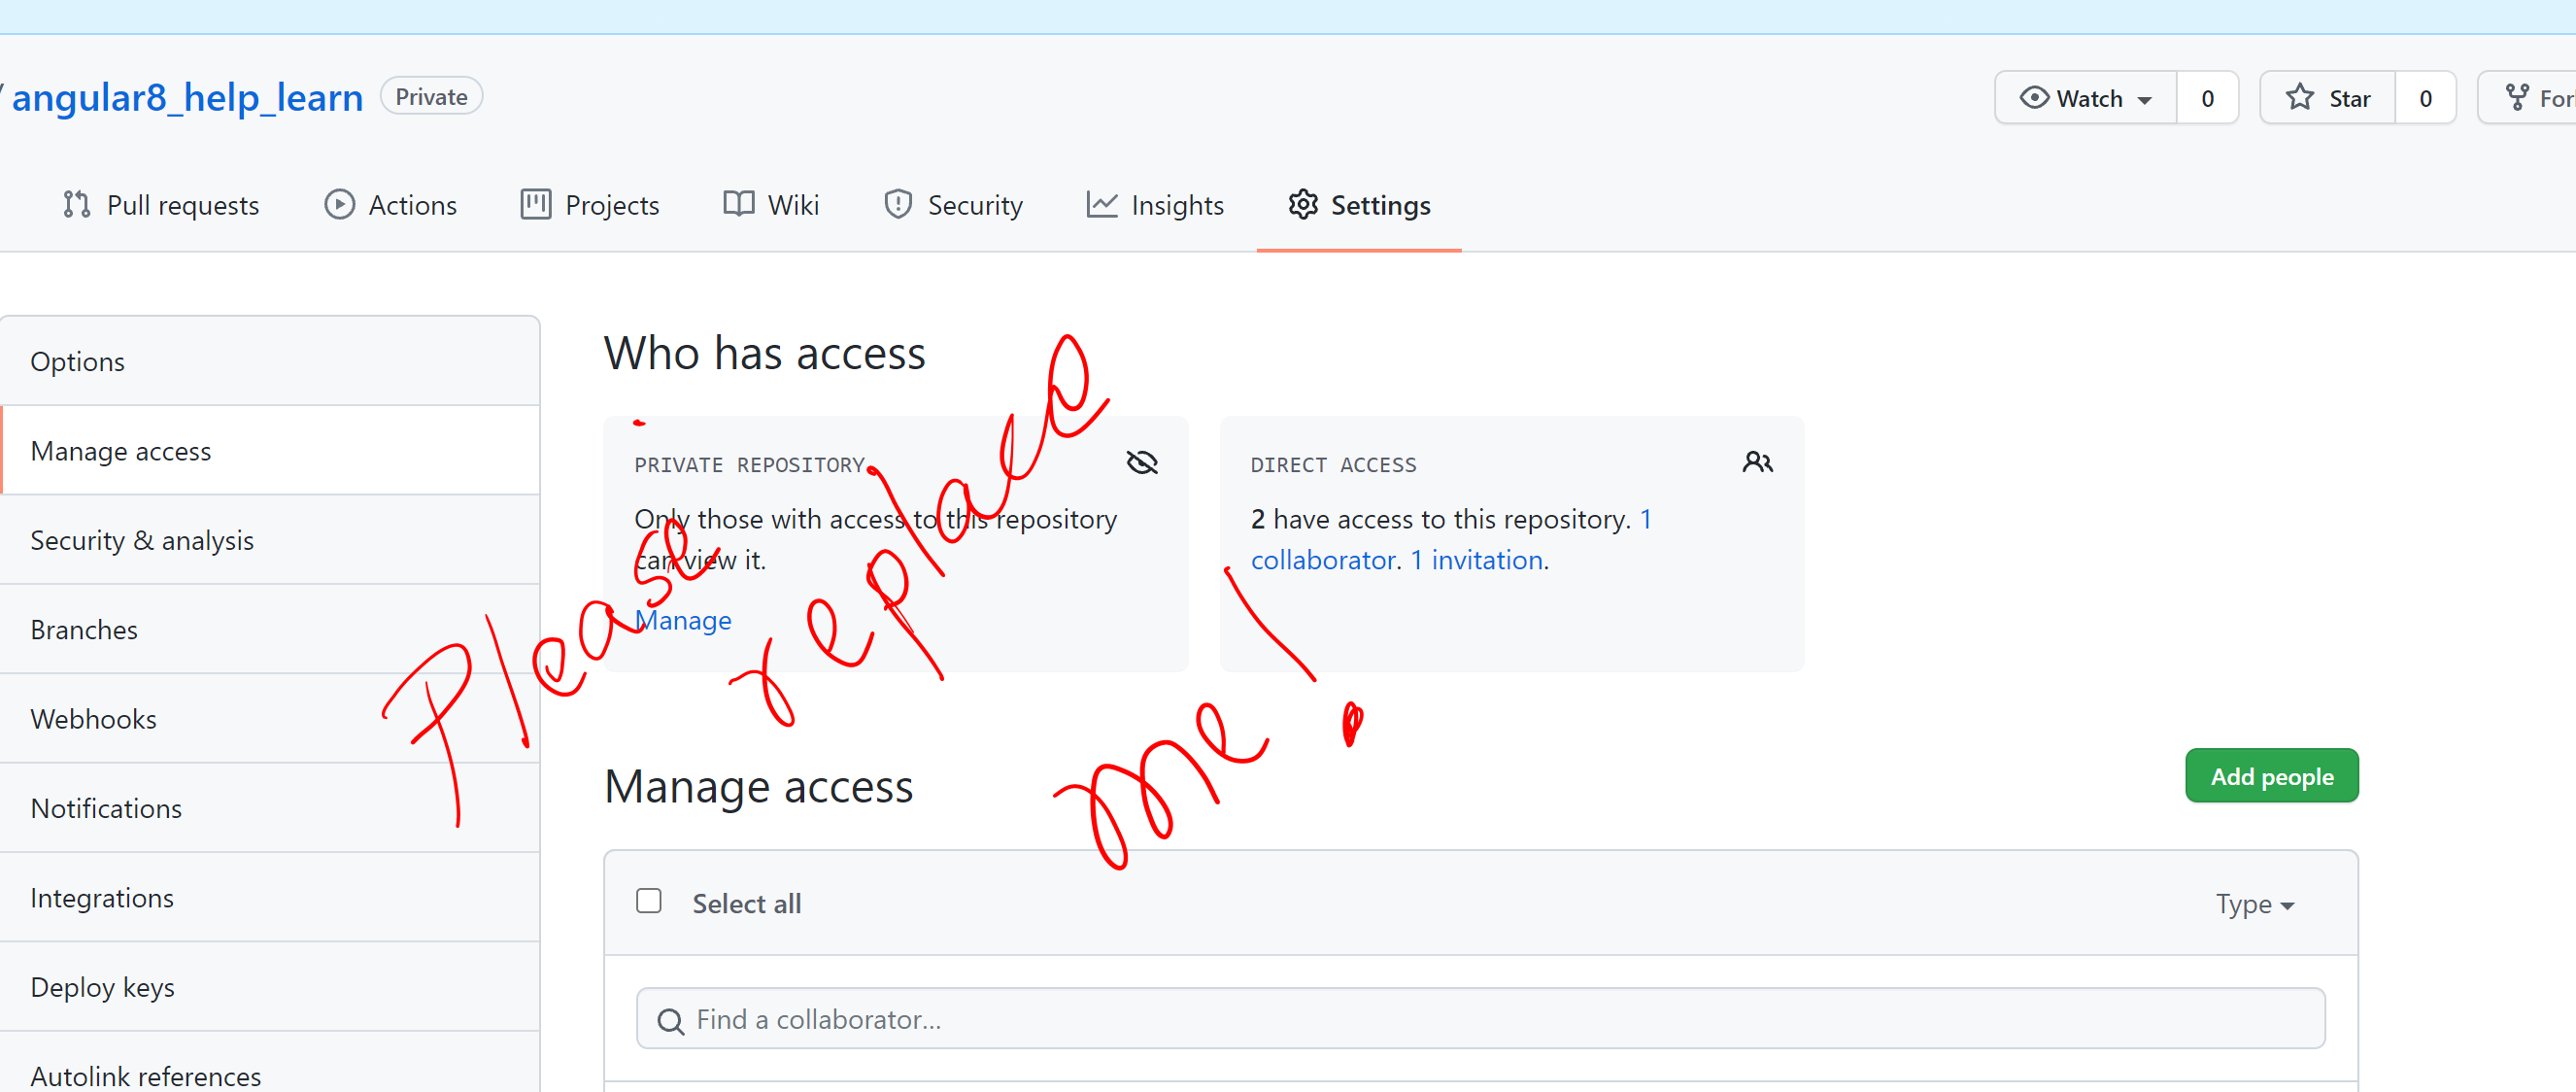 / angular8_help_learn Private
Watch 0 Star 0
Pull requests Actions Projects Wiki Security Insights Settings
Options
Manage access
Security & analysis
Branches
Webhooks
Notifications
Integrations
Deploy keys
Autolink references
Who has access
PRIVATE REPOSITORY
Only those with access to this repository
can view it.
Manage
DIRECT ACCESS
2 have access to this repository. 1
collaborator. 1 invitation.
Please
replace
me!
Manage access
Add people
Select all
Type
Find a collaborator...